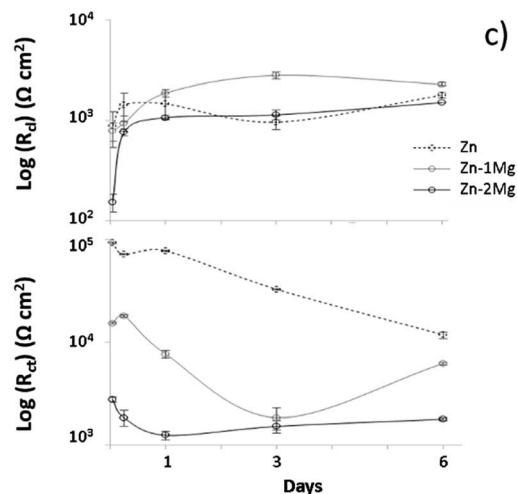 c)
10⁴
10³
10²
Log (R_d) (Ω cm2)
Zn
Zn-1Mg
Zn-2Mg
10⁵
10⁴
10³
Log (R_ct) (Ω cm2)
1 3 6
Days